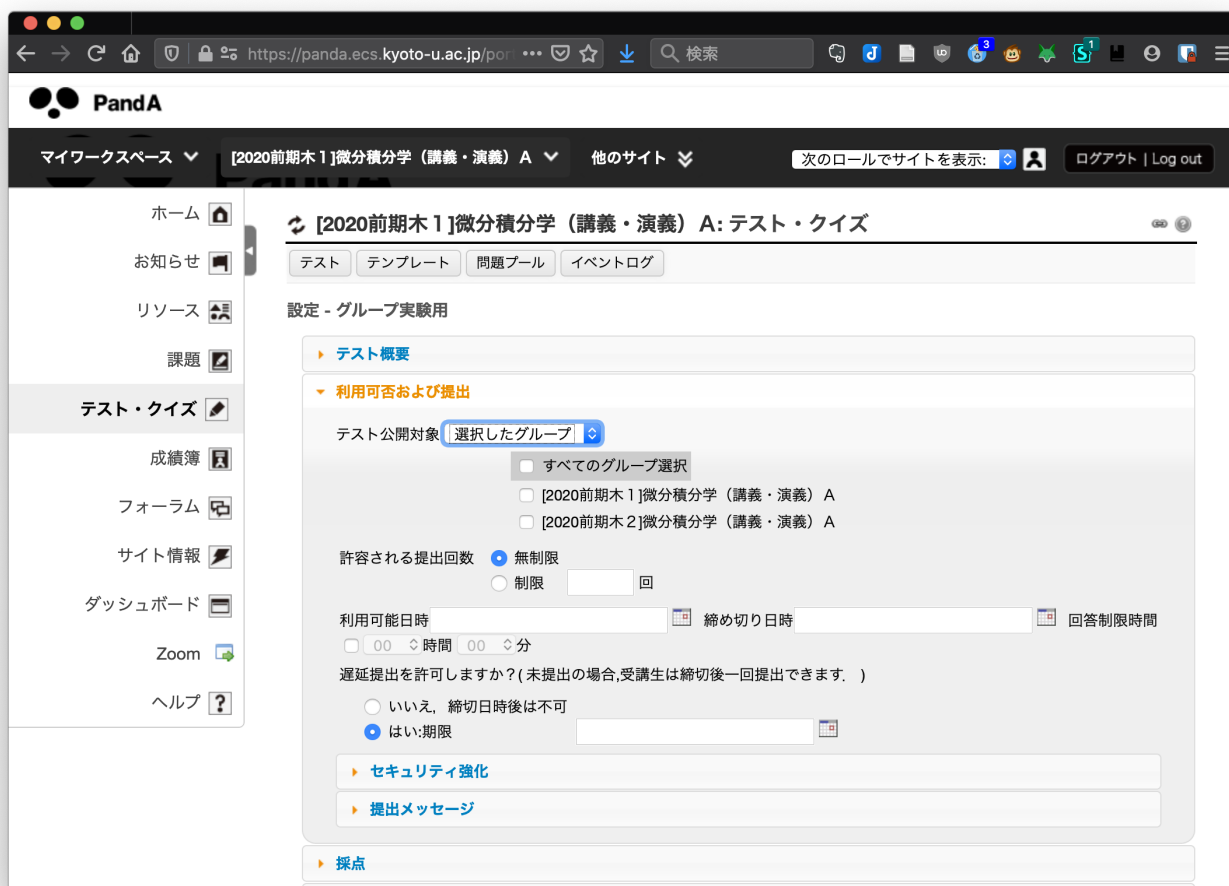 https://panda.ecs.kyoto-u.ac.jp/por
検索
3
1
PandA
マイワークスペース
[2020前期木１]微分積分学（講義・演義）Ａ
他のサイト
次のロールでサイトを表示:
ログアウト | Log out
ホーム
お知らせ
リソース
課題
テスト・クイズ
成績簿
フォーラム
サイト情報
ダッシュボード
Zoom
ヘルプ
[2020前期木１]微分積分学（講義・演義）Ａ: テスト・クイズ
テスト テンプレート 問題プール イベントログ
設定 - グループ実験用
テスト概要
利用可否および提出
テスト公開対象 選択したグループ
すべてのグループ選択
[2020前期木１]微分積分学（講義・演義）Ａ
[2020前期木２]微分積分学（講義・演義）Ａ
許容される提出回数 無制限
制限 回
利用可能日時 締め切り日時 回答制限時間
00 時間 00 分
遅延提出を許可しますか？( 未提出の場合,受講生は締切後一回提出できます． )
いいえ，締切日時後は不可
はい:期限
セキュリティ強化
提出メッセージ
採点